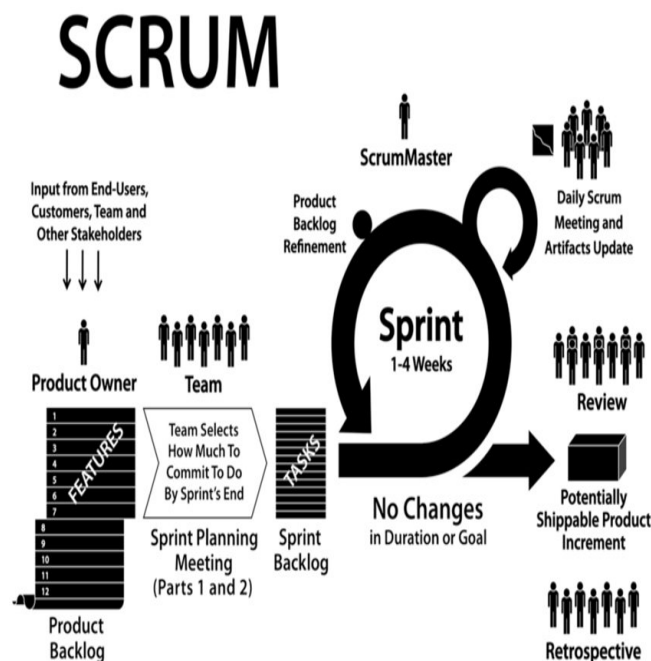 SCRUM
Input from End-Users,
Customers, Team and
Other Stakeholders
Product Owner
Team
1
2
3
4
5
6
7
FEATURES
8
9
10
11
12
Product
Backlog
Team Selects
How Much To
Commit To Do
By Sprint's End
Sprint Planning
Meeting
(Parts 1 and 2)
TASKS
Sprint
Backlog
ScrumMaster
Product
Backlog
Refinement
Sprint
1-4 Weeks
No Changes
in Duration or Goal
Daily Scrum
Meeting and
Artifacts Update
Review
Potentially
Shippable Product
Increment
Retrospective